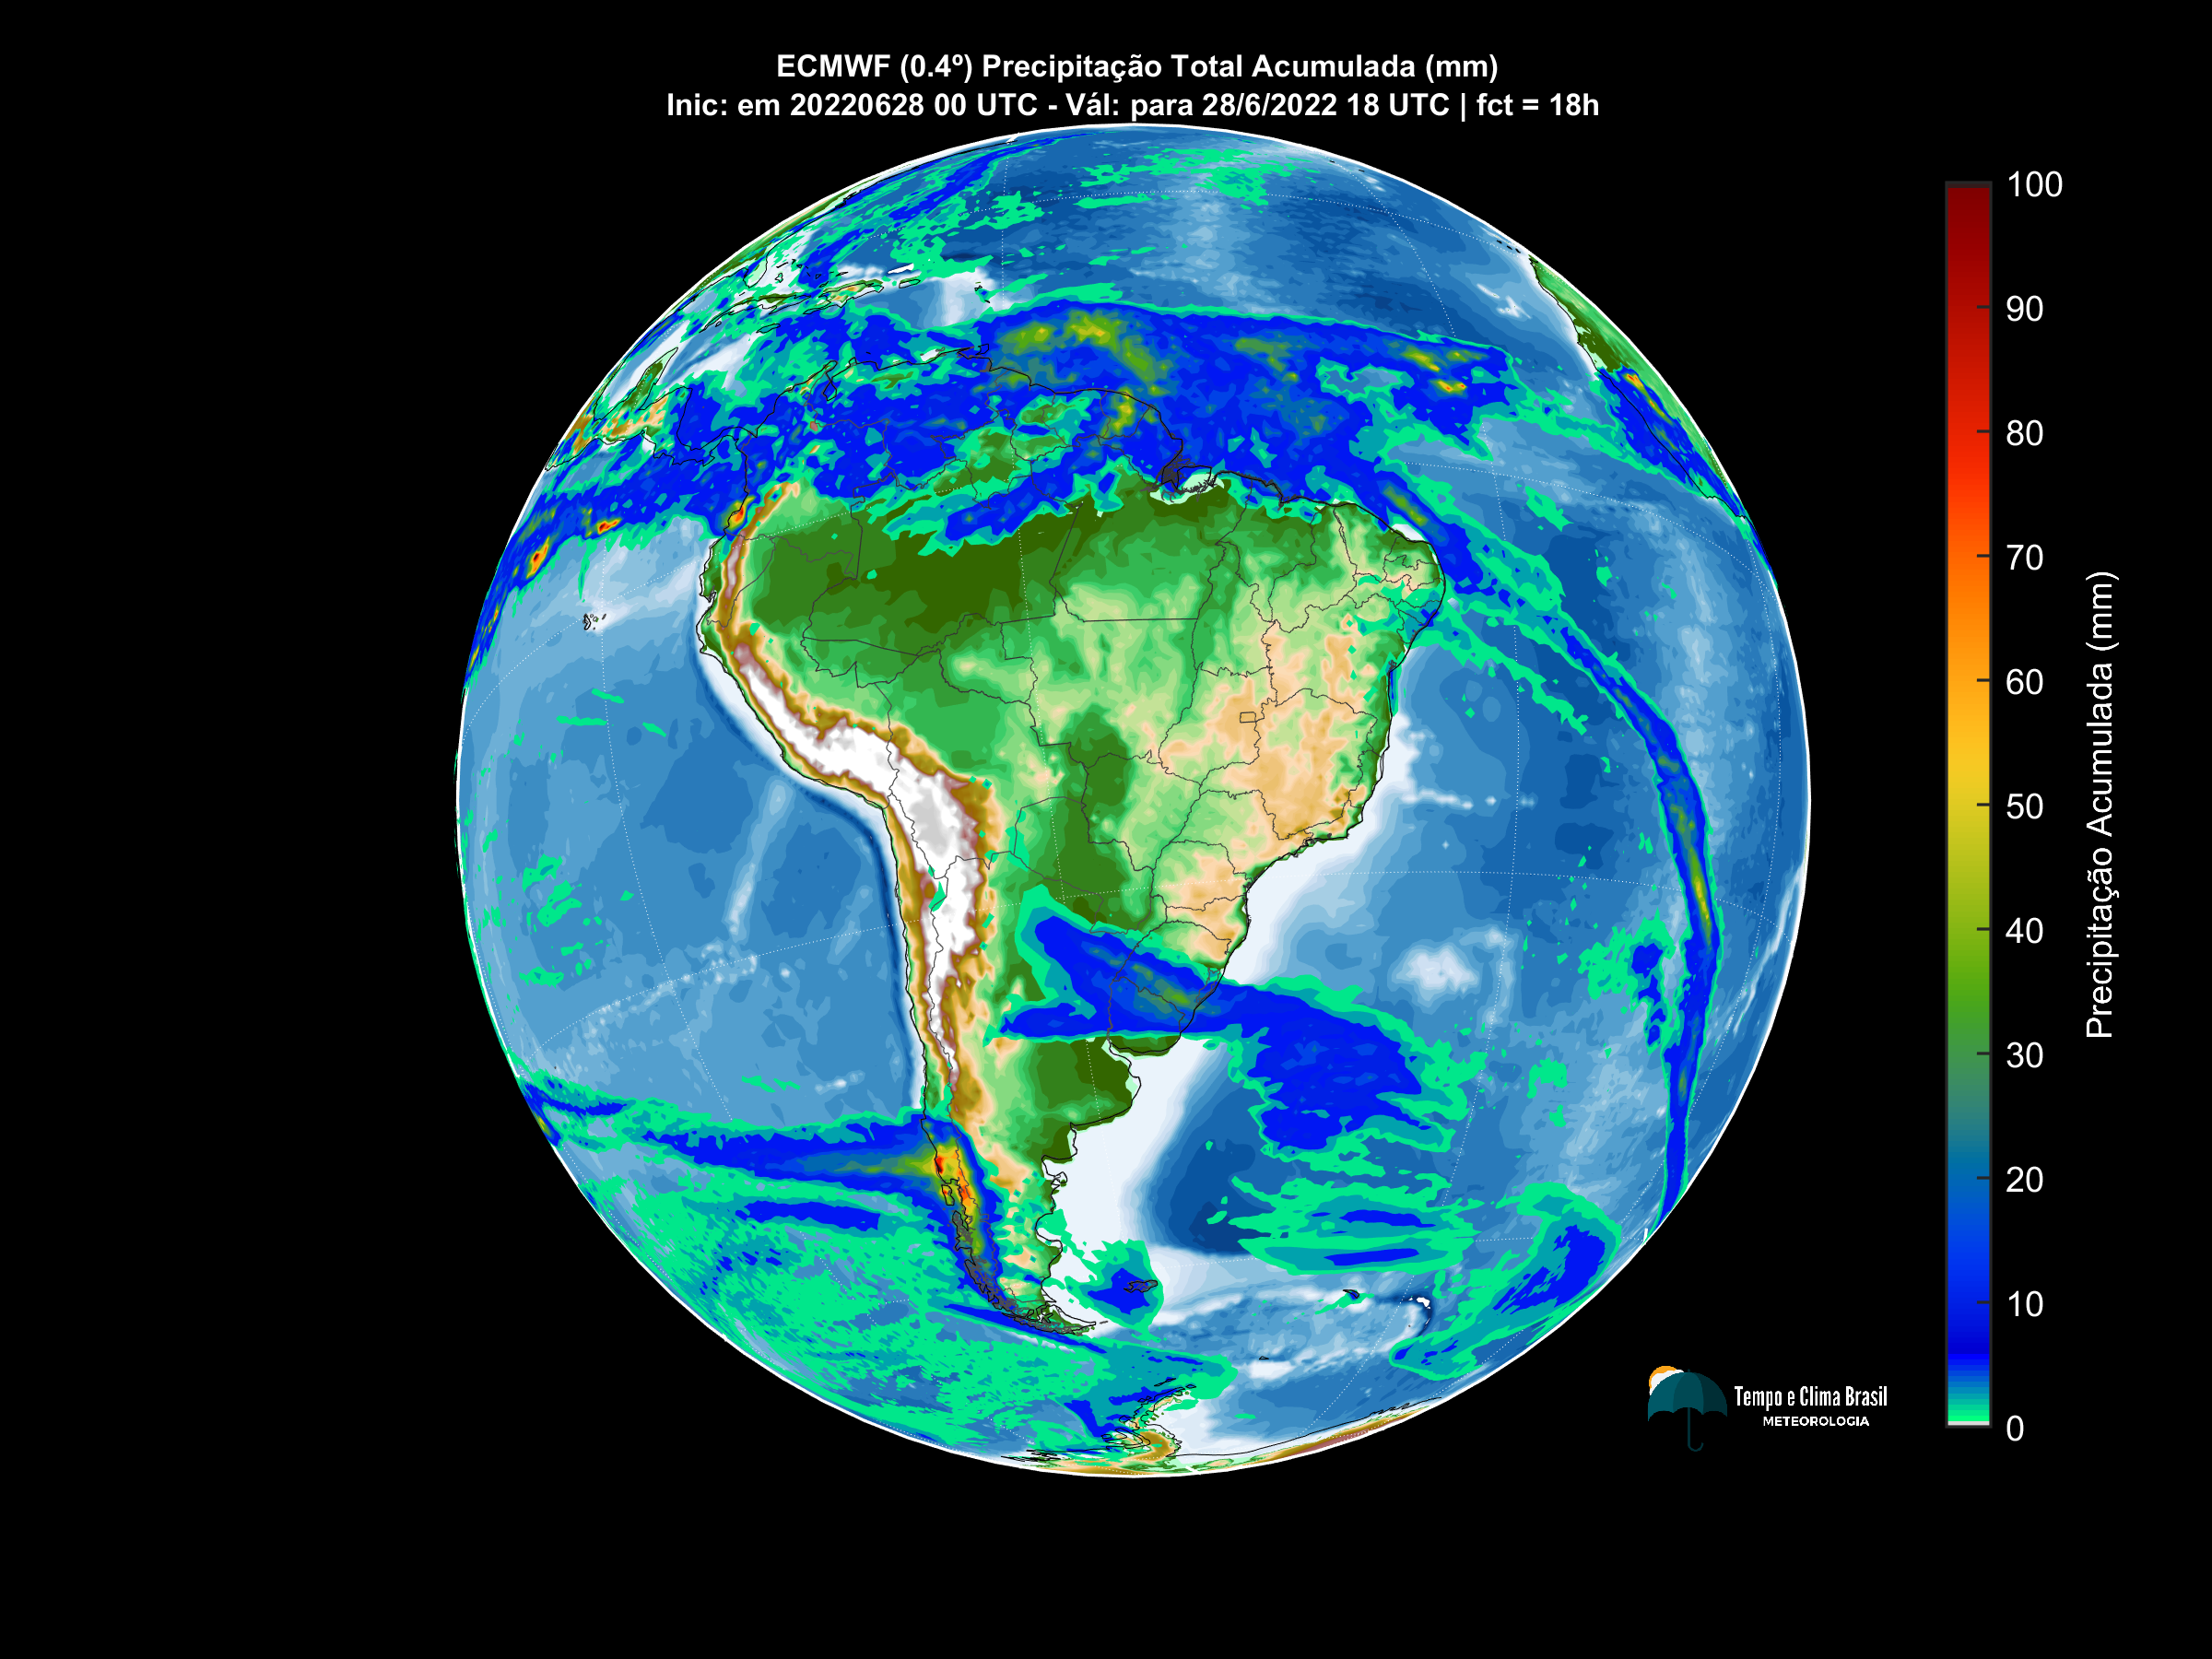 ECMWF (0.4º) Precipitação Total Acumulada (mm)
Inic: em 20220628 00 UTC - Vál: para 28/6/2022 18 UTC | fct = 18h
100
90
80
70
60
50
40
30
20
10
0
Precipitação Acumulada (mm)
Tempo e Clima Brasil
METEOROLOGIA